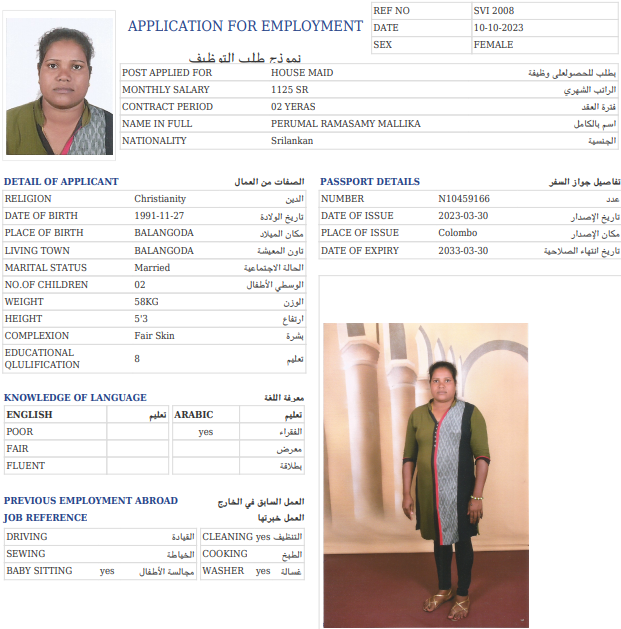 APPLICATION FOR EMPLOYMENT
نموذج طلب التوظيف
REF NO SVI 2008
DATE 10-10-2023
SEX FEMALE
POST APPLIED FOR HOUSE MAID بطلب للحصولعلى وظيفة
MONTHLY SALARY 1125 SR الراتب الشهري
CONTRACT PERIOD 02 YERAS فترة العقد
NAME IN FULL PERUMAL RAMASAMY MALLIKA اسم بالكامل
NATIONALITY Srilankan الجنسية
DETAIL OF APPLICANT الصفات من العمال
RELIGION Christianity الدين
DATE OF BIRTH 1991-11-27 تاريخ الولادة
PLACE OF BIRTH BALANGODA مكان الميلاد
LIVING TOWN BALANGODA تاون المعيشة
MARITAL STATUS Married الحالة الاجتماعية
NO.OF CHILDREN 02 الوسطي الأطفال
WEIGHT 58KG الوزن
HEIGHT 5'3 ارتفاع
COMPLEXION Fair Skin بشرة
EDUCATIONAL QLULIFICATION 8 تعليم
PASSPORT DETAILS تفاصيل جواز السفر
NUMBER N10459166 عدد
DATE OF ISSUE 2023-03-30 تاريخ الإصدار
PLACE OF ISSUE Colombo مكان الإصدار
DATE OF EXPIRY 2033-03-30 تاريخ انتهاء الصلاحية
KNOWLEDGE OF LANGUAGE معرفة اللغة
ENGLISH تعليم ARABIC تعليم
POOR yes الفقراء
FAIR معرض
FLUENT بطلاقة
PREVIOUS EMPLOYMENT ABROAD العمل السابق في الخارج
JOB REFERENCE العمل خبرتها
DRIVING القيادة CLEANING yes التنظيف
SEWING الخياطة COOKING الطبخ
BABY SITTING yes مجالسة الأطفال WASHER yes غسالة